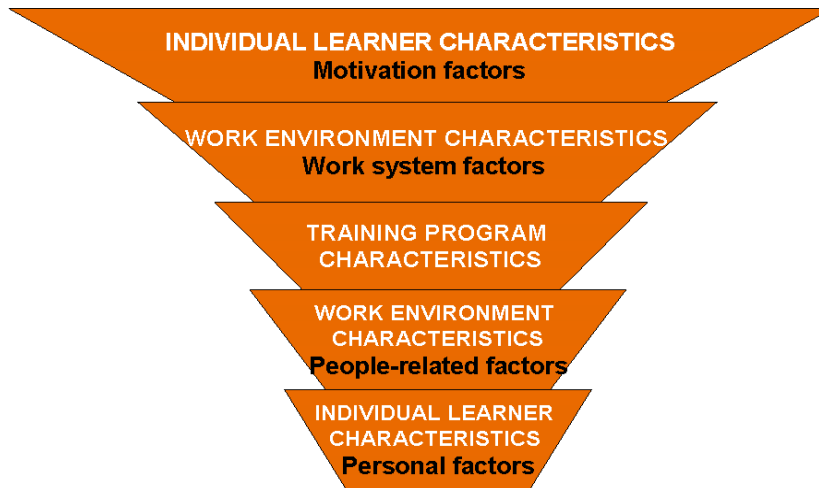 INDIVIDUAL LEARNER CHARACTERISTICS
Motivation factors
WORK ENVIRONMENT CHARACTERISTICS
Work system factors
TRAINING PROGRAM
CHARACTERISTICS
WORK ENVIRONMENT
CHARACTERISTICS
People-related factors
INDIVIDUAL LEARNER
CHARACTERISTICS
Personal factors